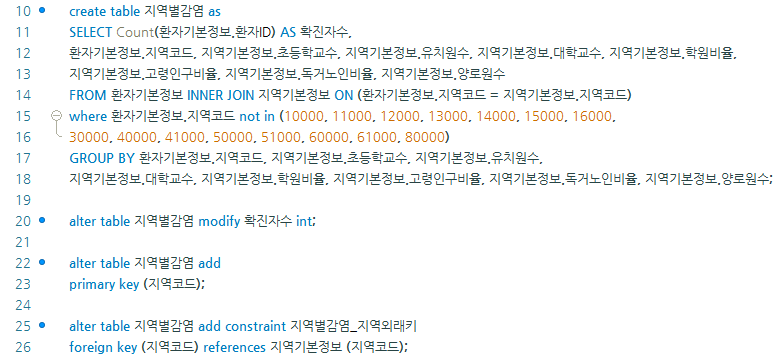 10 create table 지역별감염 as
11 SELECT Count(환자기본정보.환자ID) AS 확진자수,
12 환자기본정보.지역코드, 지역기본정보.초등학교수, 지역기본정보.유치원수, 지역기본정보.대학교수, 지역기본정보.학원비율,
13 지역기본정보.고령인구비율, 지역기본정보.독거노인비율, 지역기본정보.양로원수
14 FROM 환자기본정보 INNER JOIN 지역기본정보 ON (환자기본정보.지역코드 = 지역기본정보.지역코드)
15 where 환자기본정보.지역코드 not in (10000, 11000, 12000, 13000, 14000, 15000, 16000,
16 30000, 40000, 41000, 50000, 51000, 60000, 61000, 80000)
17 GROUP BY 환자기본정보.지역코드, 지역기본정보.초등학교수, 지역기본정보.유치원수,
18 지역기본정보.대학교수, 지역기본정보.학원비율, 지역기본정보.고령인구비율, 지역기본정보.독거노인비율, 지역기본정보.양로원수;
19
20 alter table 지역별감염 modify 확진자수 int;
21
22 alter table 지역별감염 add
23 primary key (지역코드);
24
25 alter table 지역별감염 add constraint 지역별감염_지역외래키
26 foreign key (지역코드) references 지역기본정보 (지역코드);